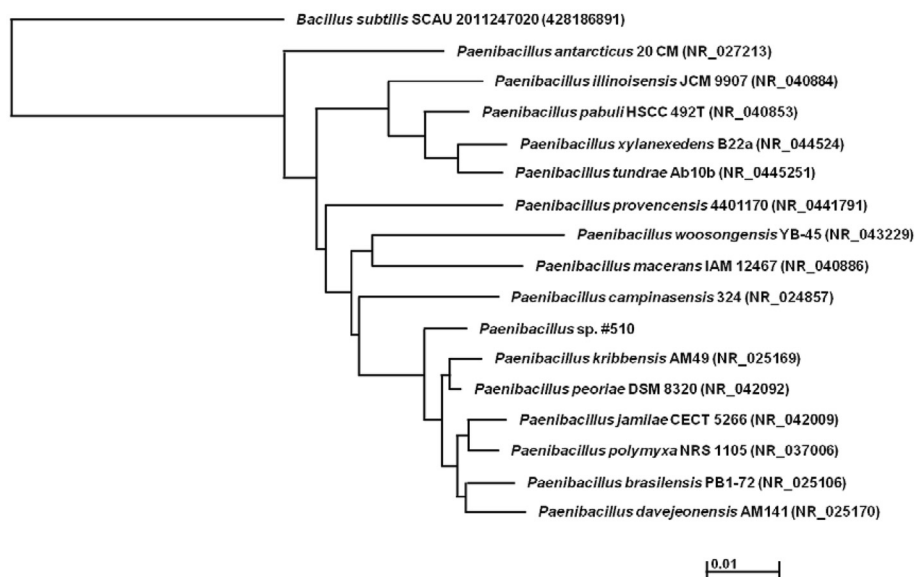 Bacillus subtilis SCAU 2011247020 (428186891)
Paenibacillus antarcticus 20 CM (NR_027213)
Paenibacillus illinoisensis JCM 9907 (NR_040884)
Paenibacillus pabuli HSCC 492T (NR_040853)
Paenibacillus xylanexedens B22a (NR_044524)
Paenibacillus tundrae Ab10b (NR_0445251)
Paenibacillus provencensis 4401170 (NR_0441791)
Paenibacillus woosongensis YB-45 (NR_043229)
Paenibacillus macerans IAM 12467 (NR_040886)
Paenibacillus campinasensis 324 (NR_024857)
Paenibacillus sp. #510
Paenibacillus kribbensis AM49 (NR_025169)
Paenibacillus peoriae DSM 8320 (NR_042092)
Paenibacillus jamilae CECT 5266 (NR_042009)
Paenibacillus polymyxa NRS 1105 (NR_037006)
Paenibacillus brasilensis PB1-72 (NR_025106)
Paenibacillus davejeonensis AM141 (NR_025170)
0.01